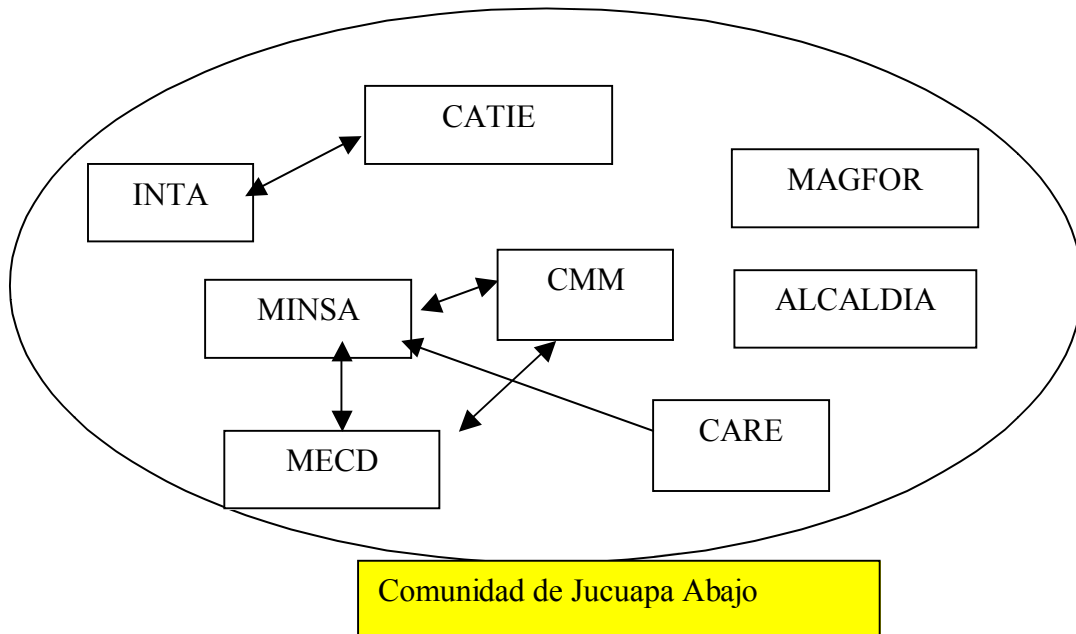 CATIE
INTA
MAGFOR
CMM
MINSA
ALCALDIA
CARE
MECD
Comunidad de Jucuapa Abajo